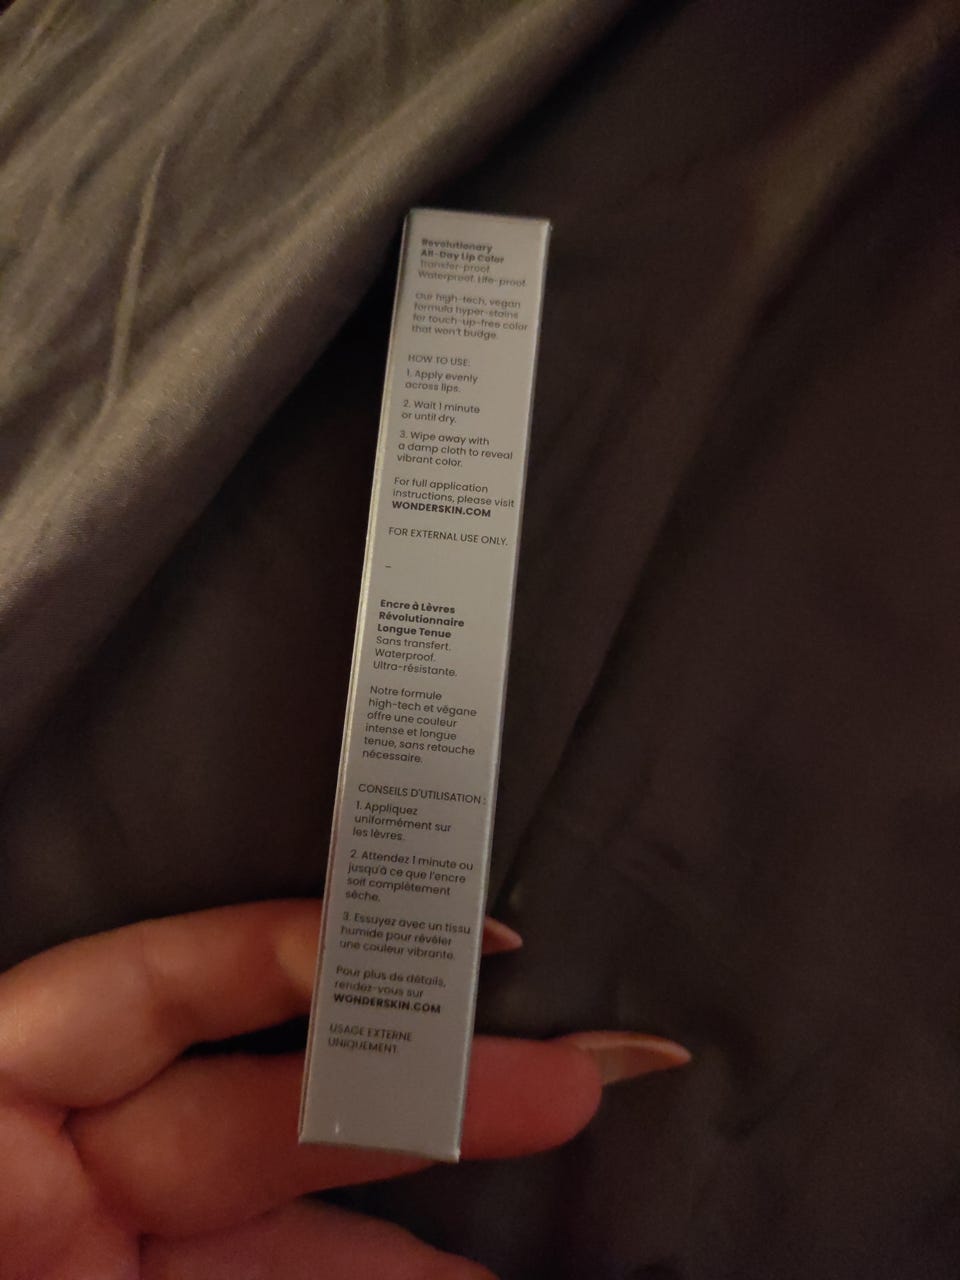 Revolutionary
All-Day Lip Color
Transfer-proof.
Waterproof. Life-proof.
Our high-tech, vegan
formula hyper-stains
for touch-up-free color
that won't budge.
HOW TO USE:
1. Apply evenly
across lips.
2. Wait 1 minute
or until dry.
3. Wipe away with
a damp cloth to reveal
vibrant color.
For full application
instructions, please visit
WONDERSKIN.COM
FOR EXTERNAL USE ONLY.
–
Encre à Lèvres
Révolutionnaire
Longue Tenue
Sans transfert.
Waterproof.
Ultra-résistante.
Notre formule
high-tech et végane
offre une couleur
intense et longue
tenue, sans retouche
nécessaire.
CONSEILS D'UTILISATION :
1. Appliquez
uniformément sur
les lèvres.
2. Attendez 1 minute ou
jusqu'à ce que l'encre
soit complètement
sèche.
3. Essuyez avec un tissu
humide pour révéler
une couleur vibrante.
Pour plus de détails,
rendez-vous sur
WONDERSKIN.COM
USAGE EXTERNE
UNIQUEMENT.